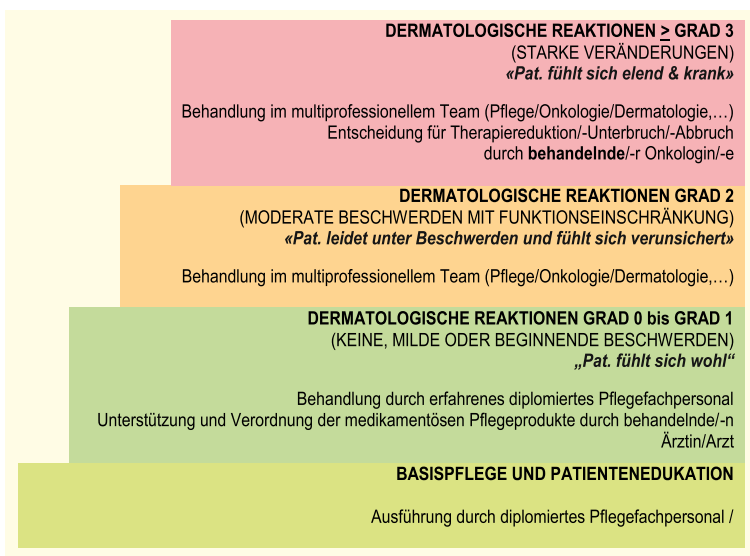 DERMATOLOGISCHE REAKTIONEN > GRAD 3
(STARKE VERÄNDERUNGEN)
«Pat. fühlt sich elend & krank»
Behandlung im multiprofessionellem Team (Pflege/Onkologie/Dermatologie,…)
Entscheidung für Therapiereduktion/-Unterbruch/-Abbruch
durch behandelnde/-r Onkologin/-e
DERMATOLOGISCHE REAKTIONEN GRAD 2
(MODERATE BESCHWERDEN MIT FUNKTIONSEINSCHRÄNKUNG)
«Pat. leidet unter Beschwerden und fühlt sich verunsichert»
Behandlung im multiprofessionellem Team (Pflege/Onkologie/Dermatologie,…)
DERMATOLOGISCHE REAKTIONEN GRAD 0 bis GRAD 1
(KEINE, MILDE ODER BEGINNENDE BESCHWERDEN)
„Pat. fühlt sich wohl“
Behandlung durch erfahrenes diplomiertes Pflegefachpersonal
Unterstützung und Verordnung der medikamentösen Pflegeprodukte durch behandelnde/-n
Ärztin/Arzt
BASISPFLEGE UND PATIENTENEDUKATION
Ausführung durch diplomiertes Pflegefachpersonal /